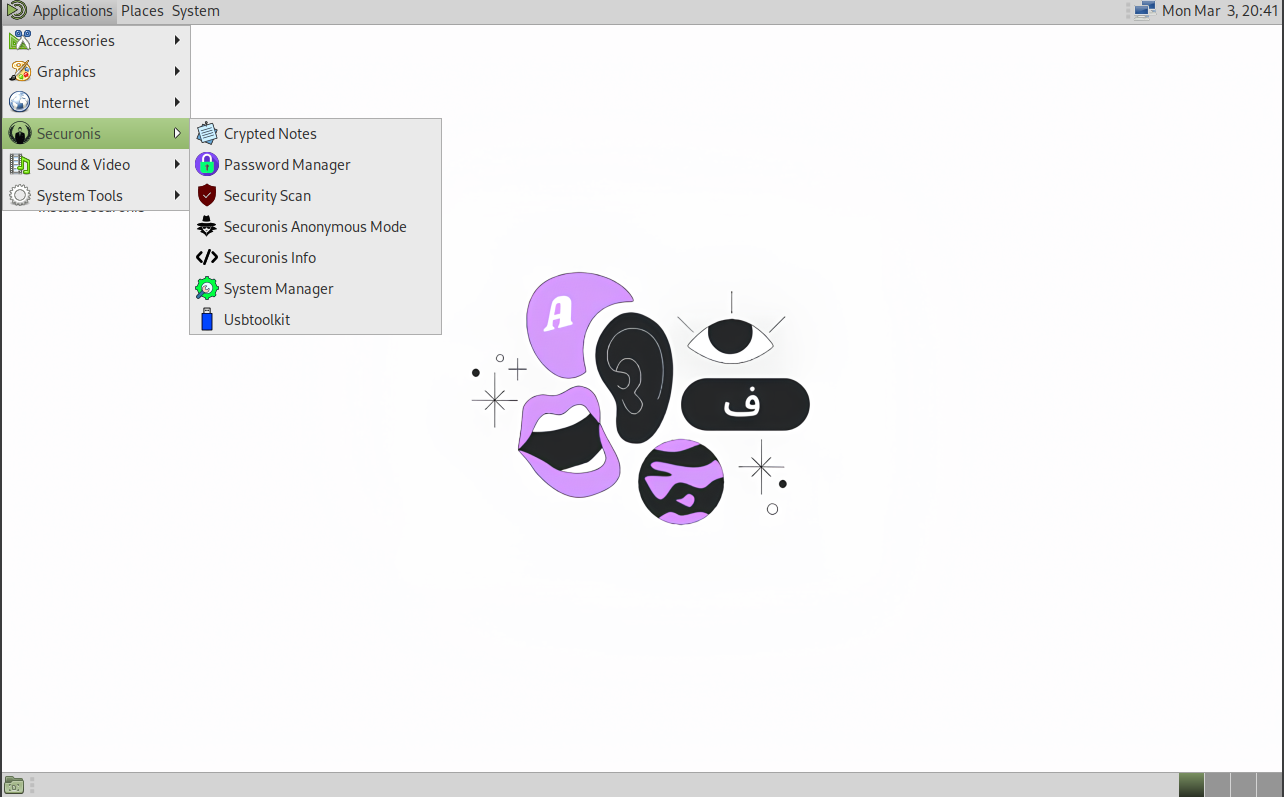 Applications Places System
Mon Mar 3, 20:41
Accessories
Graphics
Internet
Securonis
Sound & Video
System Tools
Crypted Notes
Password Manager
Security Scan
Securonis Anonymous Mode
Securonis Info
System Manager
Usbtoolkit
A
ف